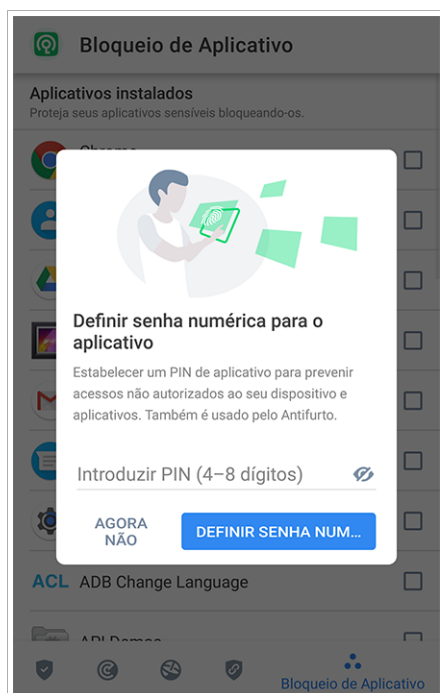 Bloqueio de Aplicativo
Aplicativos instalados
Proteja seus aplicativos sensíveis bloqueando-os.
Definir senha numérica para o
aplicativo
Estabelecer um PIN de aplicativo para prevenir
acessos não autorizados ao seu dispositivo e
aplicativos. Também é usado pelo Antifurto.
Introduzir PIN (4–8 dígitos)
AGORA
NÃO
DEFINIR SENHA NUM...
ACL ADB Change Language
Bloqueio de Aplicativo